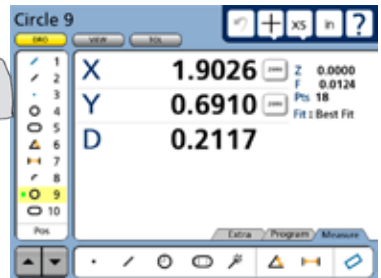 Circle 9
DRO VIEW TOL
XS in ?
1
2
3
4
5
6
7
8
9
10
Pos
X 1.9026
Y 0.6910
D 0.2117
Z 0.0000
F 0.0124
Pts 18
Fit : Best Fit
Extra Program Measure